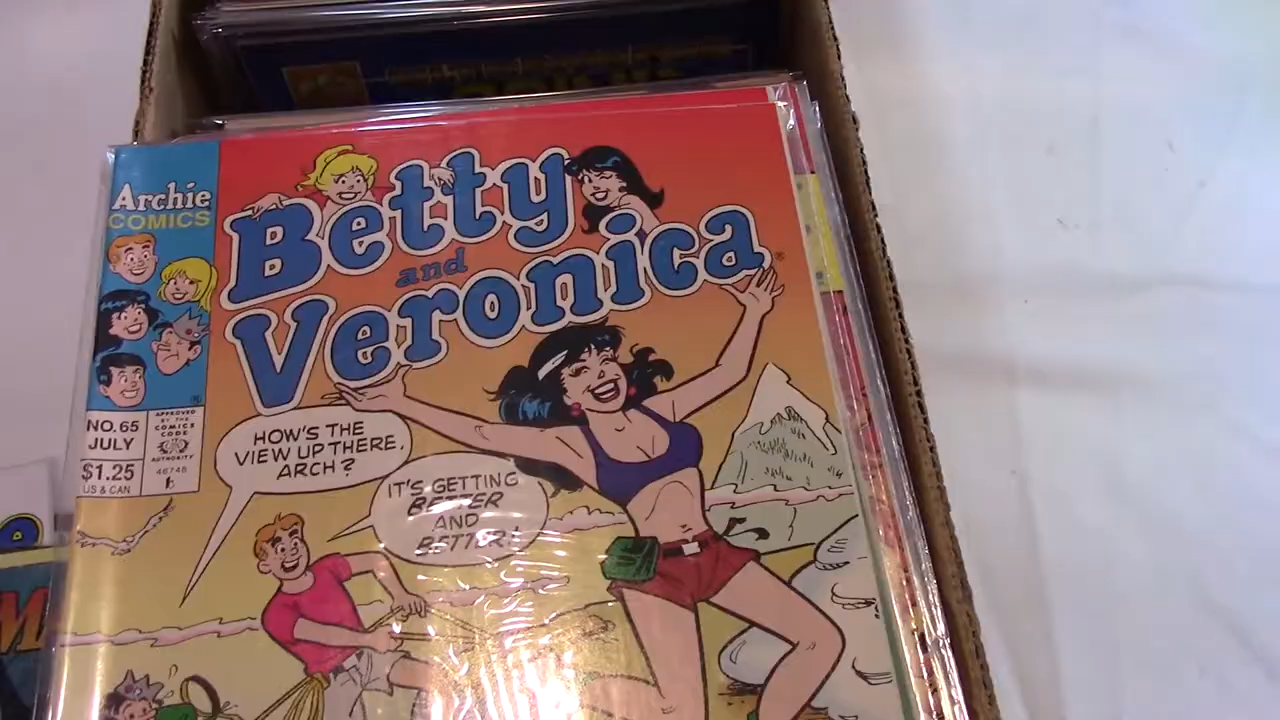 Archie
COMICS
Betty
and
Veronica
®
NO. 65
JULY
$1.25
US & CAN
APPROVED
BY THE
COMICS
CODE
AUTHORITY
46748
HOW'S THE
VIEW UP THERE,
ARCH?
IT'S GETTING
BETTER
AND
BETTER!
M